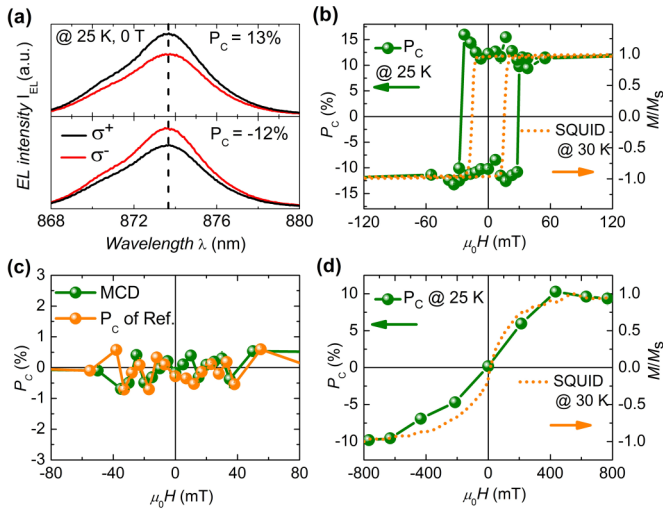 (a)
@ 25 K, 0 T
P_C = 13%
P_C = -12%
σ⁺
σ⁻
EL intensity I_EL (a.u.)
868 872 876 880
Wavelength λ (nm)
(b)
P_C
@ 25 K
SQUID
@ 30 K
P_C (%)
15
10
5
0
-5
-10
-15
M/M_S
1.0
0.5
0.0
-0.5
-1.0
-120 -60 0 60 120
μ₀H (mT)
(c)
MCD
P_C of Ref.
P_C (%)
3
2
1
0
-1
-2
-3
-80 -40 0 40 80
μ₀H (mT)
(d)
P_C @ 25 K
SQUID
@ 30 K
P_C (%)
10
5
0
-5
-10
M/M_S
1.0
0.5
0.0
-0.5
-1.0
-800 -400 0 400 800
μ₀H (mT)